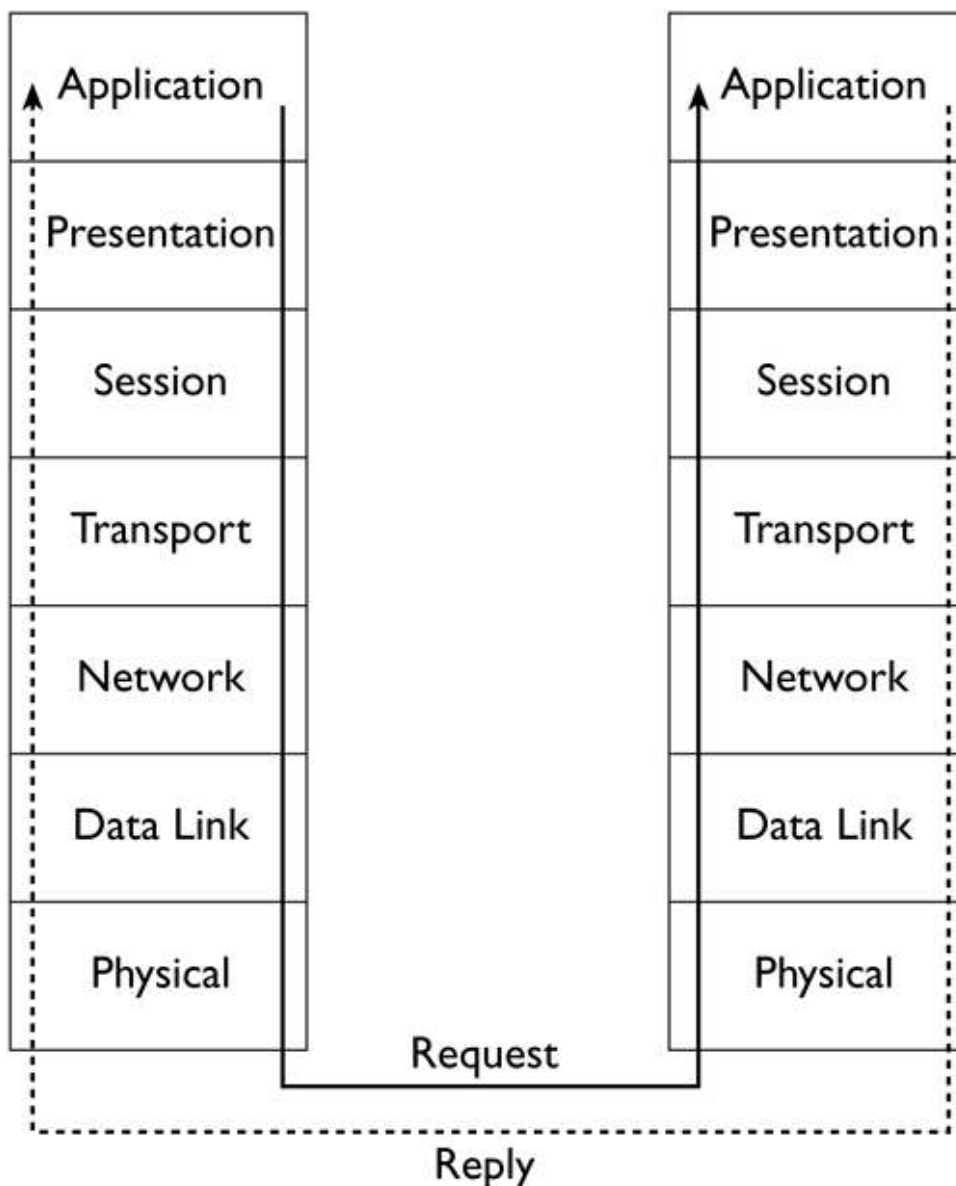 Application
Presentation
Session
Transport
Network
Data Link
Physical
Application
Presentation
Session
Transport
Network
Data Link
Physical
Request
Reply